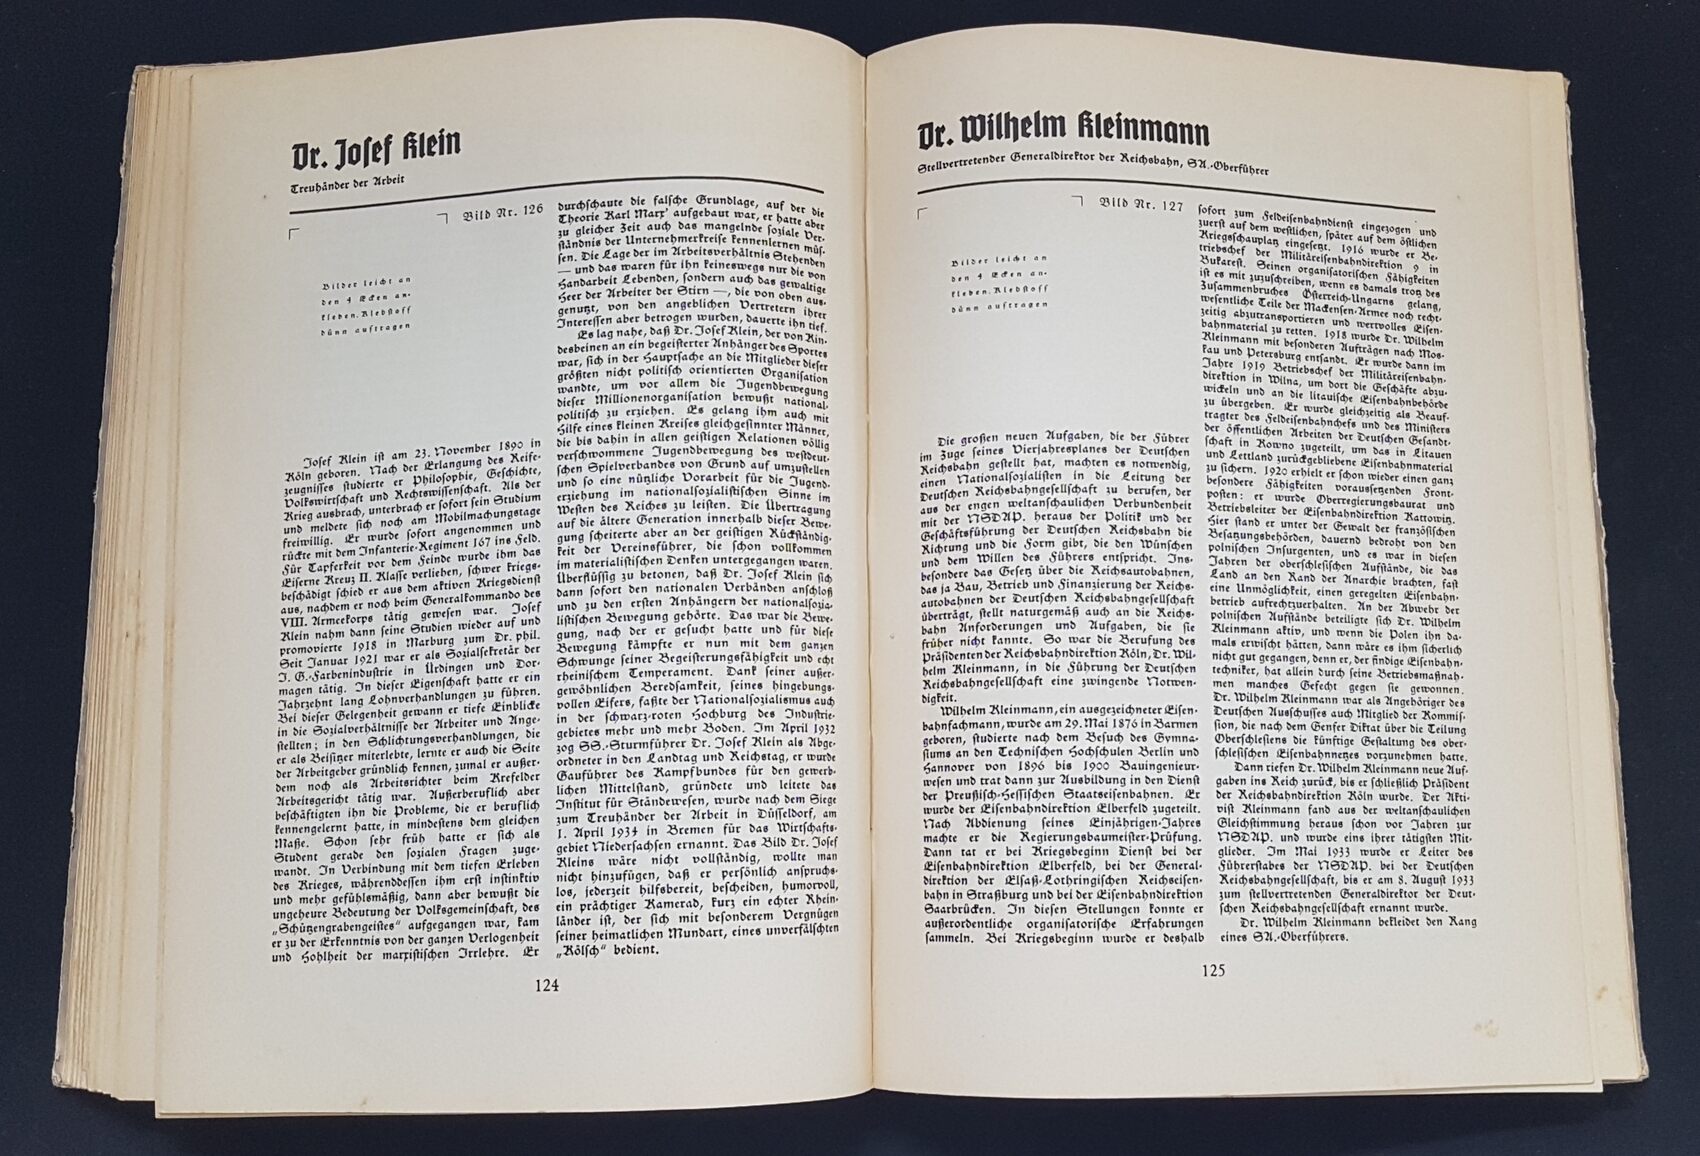 Dr. Josef Klein
Treuhänder der Arbeit
Bild Nr. 126
Bilder leicht an
den 4 Ecken an-
kleben. Klebstoff
dünn auftragen
Josef Klein ist am 23. November 1890 in
Köln geboren. Nach der Erlangung des Reife-
zeugnisses studierte er Philosophie, Geschichte,
Volkswirtschaft und Rechtswissenschaft. Als der
Krieg ausbrach, unterbrach er sofort sein Studium
und meldete sich noch am Mobilmachungstage
freiwillig. Er wurde sofort angenommen und
rückte mit dem Infanterie-Regiment 167 ins Feld.
Für Tapferkeit vor dem Feinde wurde ihm das
Eiserne Kreuz II. Klasse verliehen, schwer kriegs-
beschädigt schied er aus dem aktiven Kriegsdienst
aus, nachdem er noch beim Generalkommando des
VIII. Armeekorps tätig gewesen war. Josef
Klein nahm dann seine Studien wieder auf und
promovierte 1918 in Marburg zum Dr. phil.
Seit Januar 1921 war er als Sozialsekretär der
I. G.-Farbenindustrie in Ürdingen und Dor-
magen tätig. In dieser Eigenschaft hatte er ein
Jahrzehnt lang Lohnverhandlungen zu führen.
Bei dieser Gelegenheit gewann er tiefe Einblicke
in die Sozialverhältnisse der Arbeiter und Ange-
stellten; in den Schlichtungsverhandlungen, die
er als Beisitzer miterlebte, lernte er auch die Seite
der Arbeitgeber gründlich kennen, zumal er außer-
dem noch als Arbeitsrichter beim Krefelder
Arbeitsgericht tätig war. Außerberuflich aber
beschäftigten ihn die Probleme, die er beruflich
kennengelernt hatte, in mindestens dem gleichen
Maße. Schon sehr früh hatte er sich als
Student gerade den sozialen Fragen zuge-
wandt. In Verbindung mit dem tiefen Erleben
des Krieges, währenddessen ihm erst instinktiv
und mehr gefühlsmäßig, dann aber bewußt die
ungeheure Bedeutung der Volksgemeinschaft, des
„Schützengrabengeistes“ aufgegangen war, kam
er zu der Erkenntnis von der ganzen Verlogenheit
und Hohlheit der marxistischen Irrlehre. Er
durchschaute die falsche Grundlage, auf der die
Theorie Karl Marx’ aufgebaut war, er hatte aber
zu gleicher Zeit auch das mangelnde soziale Ver-
ständnis der Unternehmerkreise kennenlernen müs-
sen. Die Lage der im Arbeitsverhältnis Stehenden
— und das waren für ihn keineswegs nur die von
Handarbeit Lebenden, sondern auch das gewaltige
Heer der Arbeiter der Stirn —, die von oben aus-
genutzt, von den angeblichen Vertretern ihrer
Interessen aber betrogen wurden, dauerte ihn tief.
Es lag nahe, daß Dr. Josef Klein, der von Kin-
desbeinen an ein begeisterter Anhänger des Sportes
war, sich in der Hauptsache an die Mitglieder dieser
größten nicht politisch orientierten Organisation
wandte, um vor allem die Jugendbewegung
dieser Millionenorganisation bewußt national-
politisch zu erziehen. Es gelang ihm auch mit
Hilfe eines kleinen Kreises gleichgesinnter Männer,
die bis dahin in allen geistigen Relationen völlig
verschwommene Jugendbewegung des westdeut-
schen Spielverbandes von Grund auf umzustellen
und so eine nützliche Vorarbeit für die Jugend-
erziehung im nationalsozialistischen Sinne im
Westen des Reiches zu leisten. Die Übertragung
auf die ältere Generation innerhalb dieser Bewe-
gung scheiterte aber an der geistigen Rückständig-
keit der Vereinsführer, die schon vollkommen
im materialistischen Denken untergegangen waren.
Überflüssig zu betonen, daß Dr. Josef Klein sich
dann sofort den nationalen Verbänden anschloß
und zu den ersten Anhängern der nationalsozia-
listischen Bewegung gehörte. Das war die Bewe-
gung, nach der er gesucht hatte und für diese
Bewegung kämpfte er nun mit dem ganzen
Schwunge seiner Begeisterungsfähigkeit und echt
rheinischem Temperament. Dank seiner außer-
gewöhnlichen Beredsamkeit, seines hingebungs-
vollen Eifers, faßte der Nationalsozialismus auch
in der schwarz-roten Hochburg des Industrie-
gebietes mehr und mehr Boden. Im April 1932
zog SS.-Sturmführer Dr. Josef Klein als Abge-
ordneter in den Landtag und Reichstag, er wurde
Gauführer des Kampfbundes für den gewerb-
lichen Mittelstand, gründete und leitete das
Institut für Ständewesen, wurde nach dem Siege
zum Treuhänder der Arbeit in Düsseldorf, am
1. April 1934 in Bremen für das Wirtschafts-
gebiet Niedersachsen ernannt. Das Bild Dr. Josef
Kleins wäre nicht vollständig, wollte man
nicht hinzufügen, daß er persönlich anspruchs-
los, jederzeit hilfsbereit, bescheiden, humorvoll,
ein prächtiger Kamerad, kurz ein echter Rhein-
länder ist, der sich mit besonderem Vergnügen
seiner heimatlichen Mundart, eines unverfälschten
„Kölsch“ bedient.
124
Dr. Wilhelm Kleinmann
Stellvertretender Generaldirektor der Reichsbahn, SA.-Oberführer
Bild Nr. 127
Bilder leicht an
den 4 Ecken an-
kleben. Klebstoff
dünn auftragen
Die großen neuen Aufgaben, die der Führer
im Zuge seines Vierjahresplanes der Deutschen
Reichsbahn gestellt hat, machten es notwendig,
einen Nationalsozialisten in die Leitung der
Deutschen Reichsbahngesellschaft zu berufen, der
aus der engen weltanschaulichen Verbundenheit
mit der NSDAP. heraus der Politik und der
Geschäftsführung der Deutschen Reichsbahn die
Richtung und die Form gibt, die den Wünschen
und dem Willen des Führers entspricht. Ins-
besondere das Gesetz über die Reichsautobahnen,
das ja Bau, Betrieb und Finanzierung der Reichs-
autobahnen der Deutschen Reichsbahngesellschaft
überträgt, stellt naturgemäß auch an die Reichs-
bahn Anforderungen und Aufgaben, die sie
früher nicht kannte. So war die Berufung des
Präsidenten der Reichsbahndirektion Köln, Dr. Wil-
helm Kleinmann, in die Führung der Deutschen
Reichsbahngesellschaft eine zwingende Notwen-
digkeit.
Wilhelm Kleinmann, ein ausgezeichneter Eisen-
bahnfachmann, wurde am 29. Mai 1876 in Barmen
geboren, studierte nach dem Besuch des Gymna-
siums an den Technischen Hochschulen Berlin und
Hannover von 1896 bis 1900 Bauingenieur-
wesen und trat dann zur Ausbildung in den Dienst
der Preußisch-Hessischen Staatseisenbahnen. Er
wurde der Eisenbahndirektion Elberfeld zugeteilt.
Nach Abdienung seines Einjährigen-Jahres
machte er die Regierungsbaumeister-Prüfung.
Dann tat er bei Kriegsbeginn Dienst bei der
Eisenbahndirektion Elberfeld, bei der General-
direktion der Elsaß-Lothringischen Reichseisen-
bahn in Straßburg und bei der Eisenbahndirektion
Saarbrücken. In diesen Stellungen konnte er
außerordentliche organisatorische Erfahrungen
sammeln. Bei Kriegsbeginn wurde er deshalb
sofort zum Feldeisenbahndienst eingezogen und
zuerst auf dem westlichen, später auf dem östlichen
Kriegsschauplatz eingesetzt. 1916 wurde er Be-
triebschef der Militäreisenbahndirektion 9 in
Bukarest. Seinen organisatorischen Fähigkeiten
ist es mit zuzuschreiben, wenn es damals trotz des
Zusammenbruches Österreich-Ungarns gelang,
wesentliche Teile der Mackensen-Armee noch recht-
zeitig abzutransportieren und wertvolles Eisen-
bahnmaterial zu retten. 1918 wurde Dr. Wilhelm
Kleinmann mit besonderen Aufträgen nach Mos-
kau und Petersburg entsandt. Er wurde dann im
Jahre 1919 Betriebschef der Militäreisenbahn-
direktion in Wilna, um dort die Geschäfte abzu-
wickeln und an die litauische Eisenbahnbehörde
zu übergeben. Er wurde gleichzeitig als Beauf-
tragter des Feldeisenbahnchefs und des Ministers
der öffentlichen Arbeiten der Deutschen Gesandt-
schaft in Kowno zugeteilt, um das in Litauen
und Lettland zurückgebliebene Eisenbahnmaterial
zu sichern. 1920 erhielt er schon wieder einen ganz
besondere Fähigkeiten voraussetzenden Front-
posten: er wurde Oberregierungsbaurat und
Betriebsleiter der Eisenbahndirektion Kattowitz.
Hier stand er unter der Gewalt der französischen
Besatzungsbehörden, dauernd bedroht von den
polnischen Insurgenten, und es war in diesen
Jahren der oberschlesischen Aufstände, die das
Land an den Rand der Anarchie brachten, fast
eine Unmöglichkeit, einen geregelten Eisenbahn-
betrieb aufrechtzuerhalten. An der Abwehr der
polnischen Aufstände beteiligte sich Dr. Wilhelm
Kleinmann aktiv, und wenn die Polen ihn da-
mals erwischt hätten, dann wäre es ihm sicherlich
nicht gut gegangen, denn er, der findige Eisenbahn-
techniker, hat allein durch seine Betriebsmaßnah-
men manches Gefecht gegen sie gewonnen.
Dr. Wilhelm Kleinmann war als Angehöriger des
Deutschen Ausschusses auch Mitglied der Kommis-
sion, die nach dem Genfer Diktat über die Teilung
Oberschlesiens die künftige Gestaltung des ober-
schlesischen Eisenbahnnetzes vorzunehmen hatte.
Dann riefen Dr. Wilhelm Kleinmann neue Auf-
gaben ins Reich zurück, bis er schließlich Präsident
der Reichsbahndirektion Köln wurde. Der Akti-
vist Kleinmann fand aus der weltanschaulichen
Gleichstimmung heraus schon vor Jahren zur
NSDAP. und wurde eins ihrer tätigsten Mit-
glieder. Im Mai 1933 wurde er Leiter des
Führerstabes der NSDAP. bei der Deutschen
Reichsbahngesellschaft, bis er am 8. August 1933
zum stellvertretenden Generaldirektor der Deut-
schen Reichsbahngesellschaft ernannt wurde.
Dr. Wilhelm Kleinmann bekleidet den Rang
eines SA.-Oberführers.
125